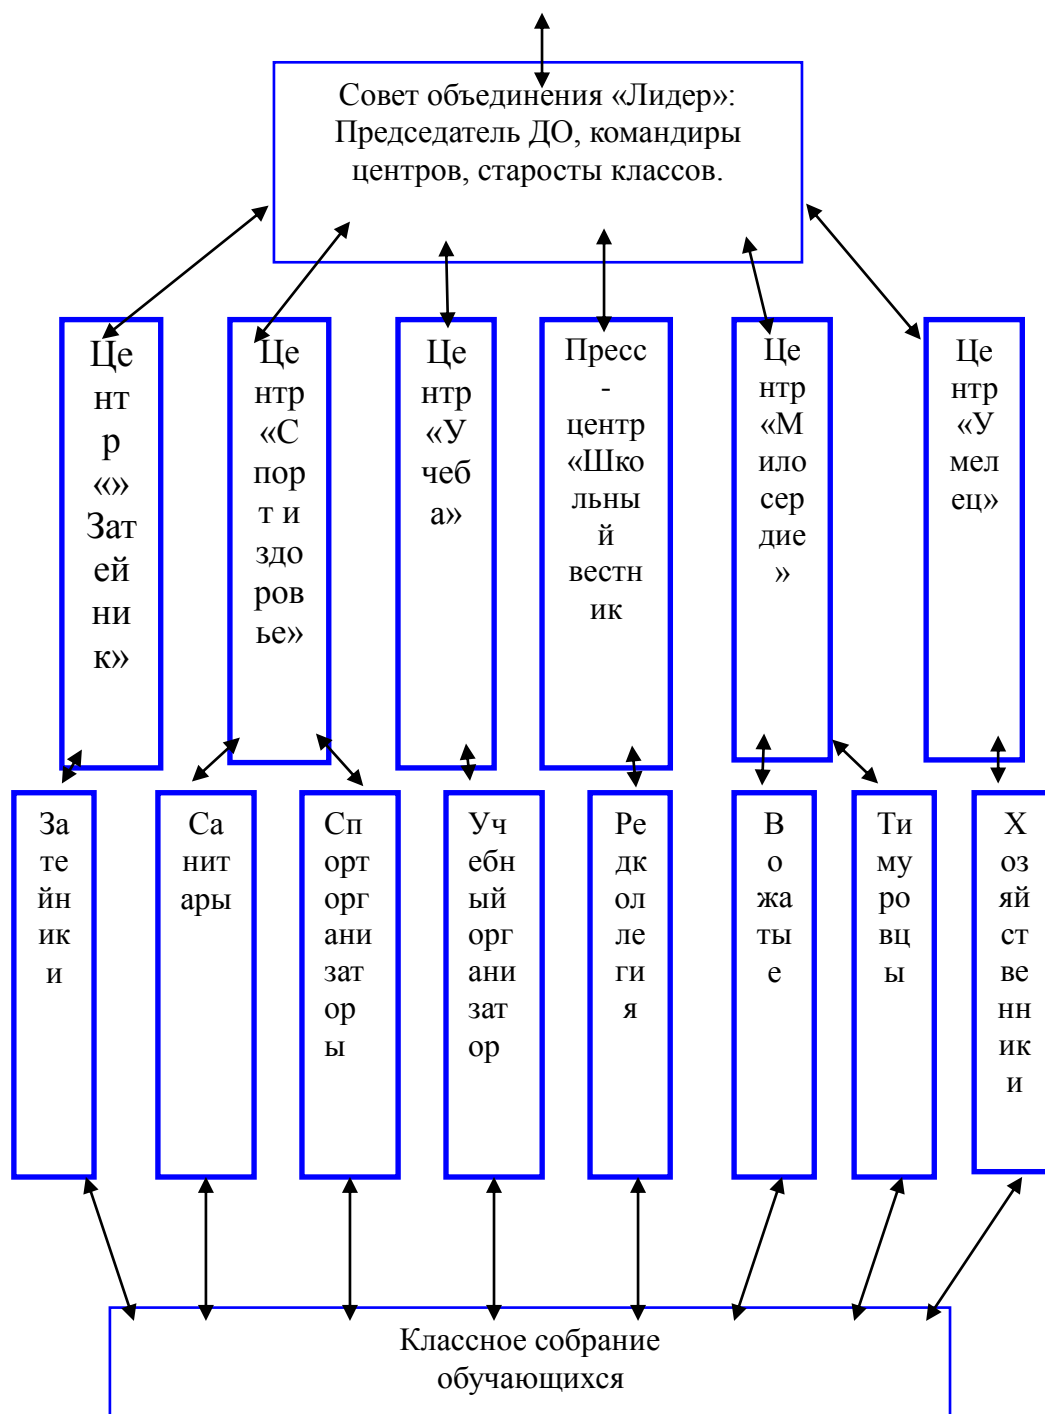 Совет объединения «Лидер»:
Председатель ДО, командиры
центров, старосты классов.
Це
нт
р
«»
Зат
ей
ни
к»
Це
нтр
«С
пор
т и
здо
ров
ье»
Це
нтр
«У
чеб
а»
Пресс
-
центр
«Шко
льны
й
вестн
ик
Це
нтр
«М
ило
сер
дие
»
Це
нтр
«У
мел
ец»
За
те
йн
ик
и
Са
нит
ары
Сп
орт
орг
ани
зат
ор
ы
Уч
ебн
ый
орг
ани
зат
ор
Ре
дк
ол
ле
ги
я
В
о
жа
ты
е
Ти
му
ро
вц
ы
Х
оз
яй
ст
ве
нн
ик
и
Классное собрание
обучающихся